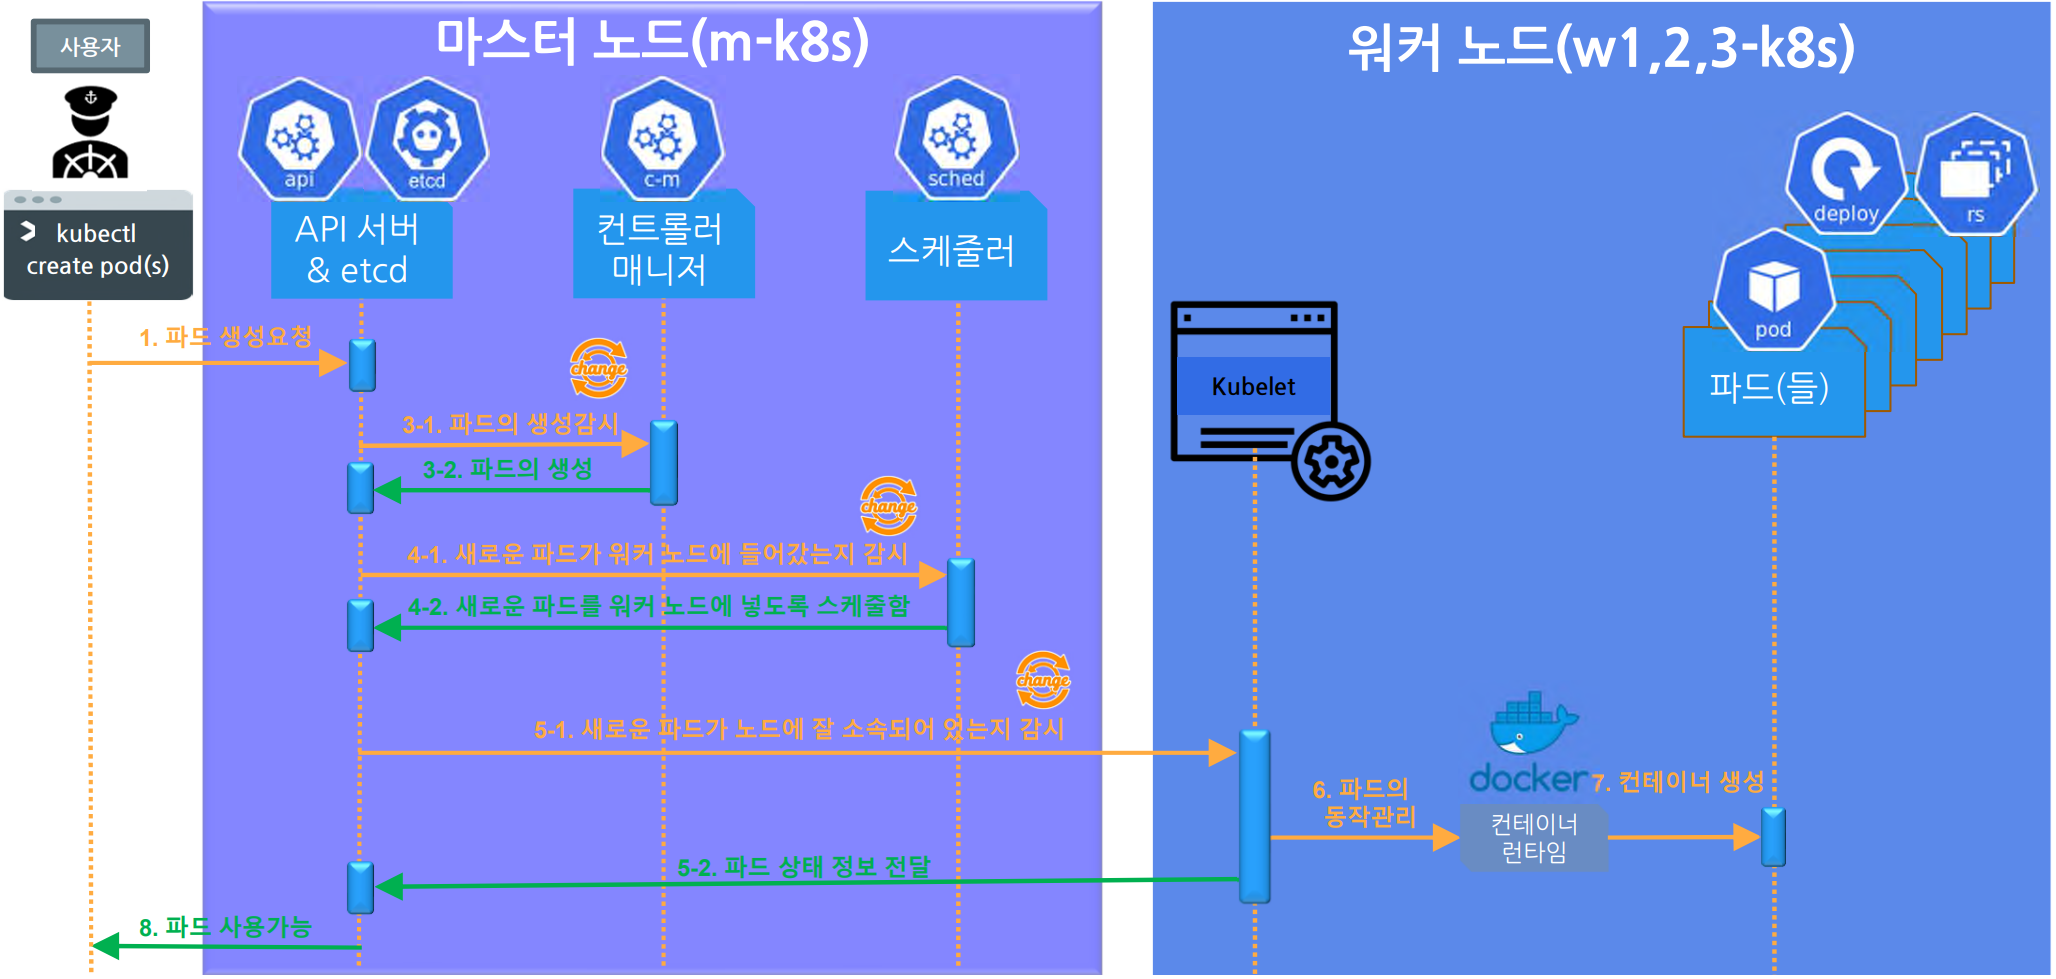 사용자
kubectl
create pod(s)
마스터 노드(m-k8s)
api
etcd
API 서버
& etcd
c-m
컨트롤러
매니저
sched
스케줄러
워커 노드(w1,2,3-k8s)
deploy
rs
pod
파드(들)
Kubelet
1. 파드 생성요청
change
3-1. 파드의 생성감시
3-2. 파드의 생성
change
4-1. 새로운 파드가 워커 노드에 들어갔는지 감시
4-2. 새로운 파드를 워커 노드에 넣도록 스케줄함
change
5-1. 새로운 파드가 노드에 잘 소속되어 었는지 감시
docker
6. 파드의
동작관리
컨테이너
런타임
7. 컨테이너 생성
5-2. 파드 상태 정보 전달
8. 파드 사용가능